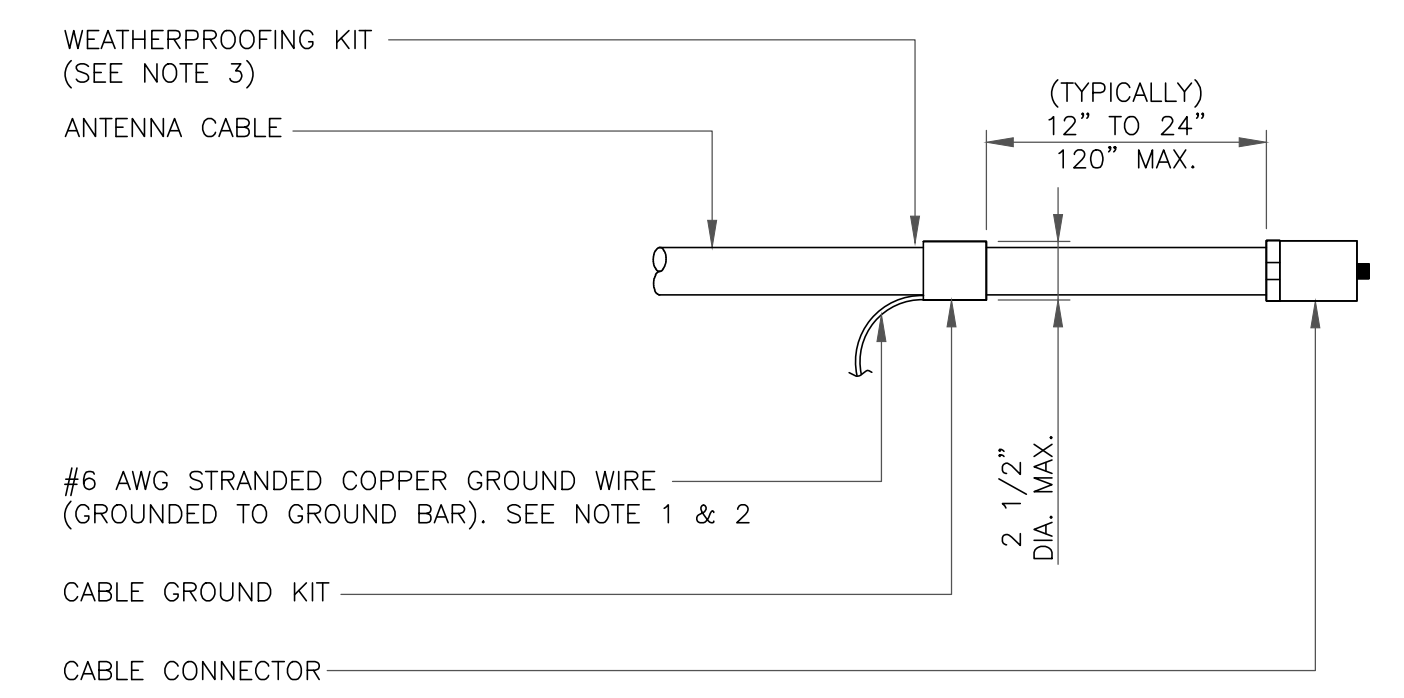 WEATHERPROOFING KIT
(SEE NOTE 3)
ANTENNA CABLE
(TYPICALLY)
12” TO 24”
120” MAX.
2 1/2”
DIA. MAX.
#6 AWG STRANDED COPPER GROUND WIRE
(GROUNDED TO GROUND BAR). SEE NOTE 1 & 2
CABLE GROUND KIT
CABLE CONNECTOR